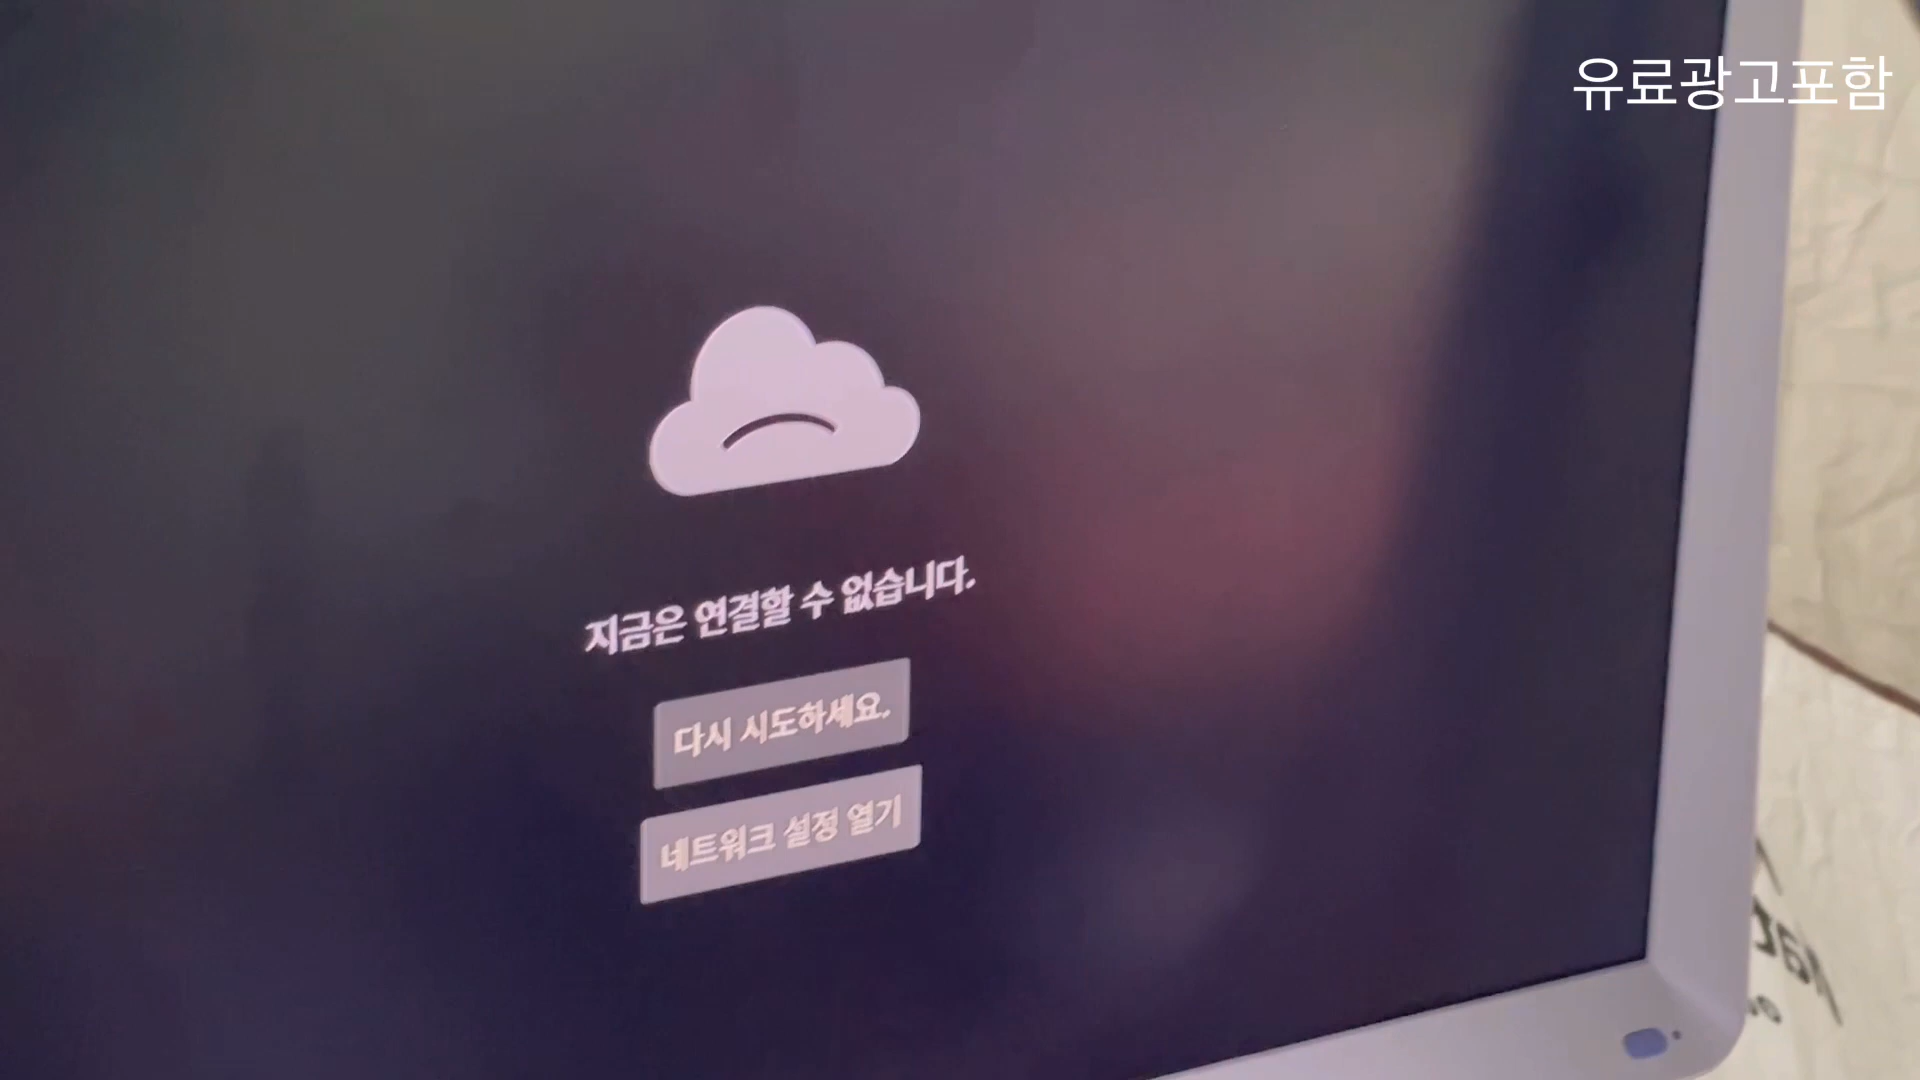 유료광고포함
지금은 연결할 수 없습니다.
다시 시도하세요.
네트워크 설정 열기